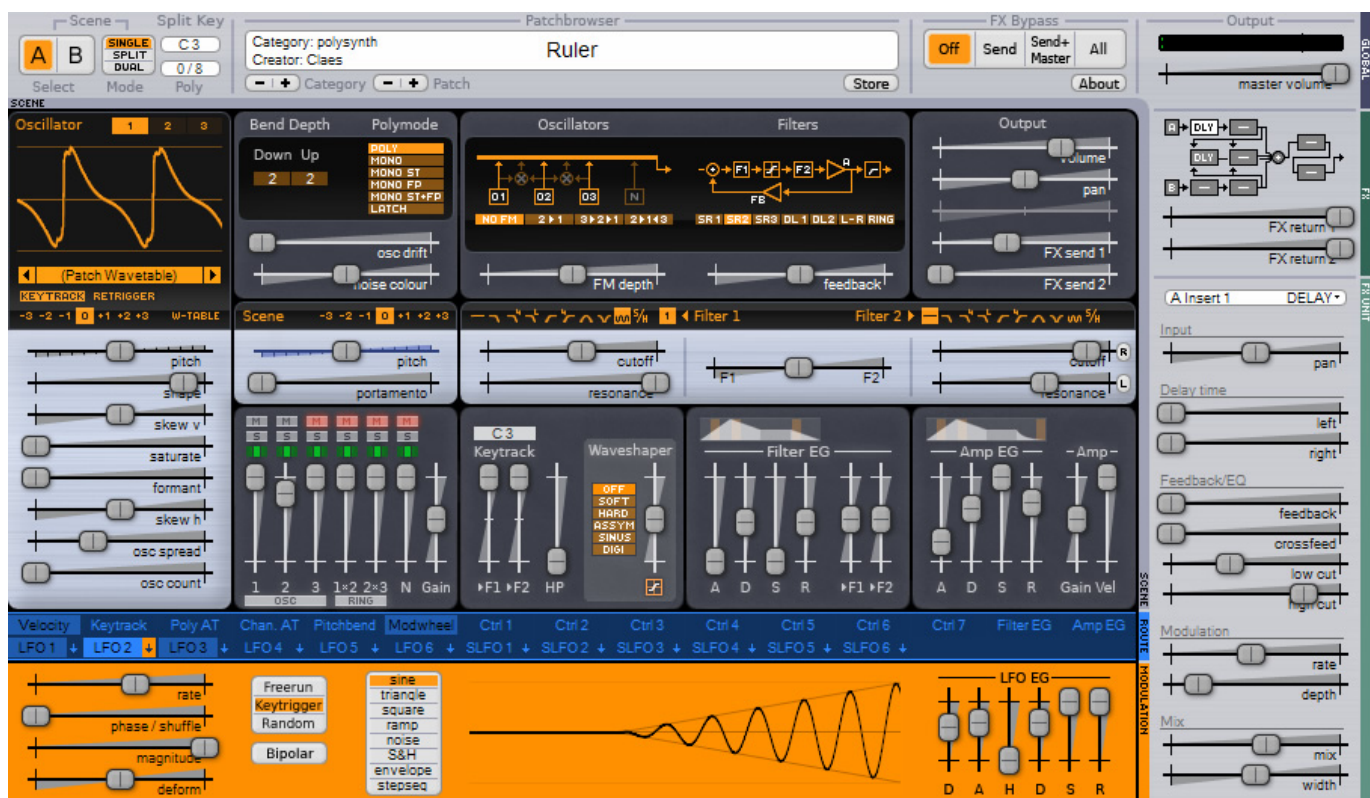 Scene Split Key Patchbrowser FX Bypass Output
A B SINGLE SPLIT DUAL C 3 0/8
Select Mode Poly
Category: polysynth
Creator: Claes
Ruler
- + Category - + Patch Store
Off Send Send+ Master All
About
master volume
GLOBAL
SCENE
Oscillator 1 2 3
(Patch Wavetable)
KEYTRACK RETRIGGER
-3 -2 -1 0 +1 +2 +3 W-TABLE
Bend Depth Polymode
Down Up
2 2
POLY
MONO
MONO ST
MONO FP
MONO ST+FP
LATCH
osc drift
noise colour
Oscillators Filters
O1 O2 O3 N
F1 F2 A
FB
NO FM 2▸1 3▸2▸1 2▸1◂3
SR1 SR2 SR3 DL 1 DL2 L-R RING
FM depth feedback
Output
volume
pan
FX send 1
FX send 2
A DLY
DLY
B
FX return 1
FX return 2
FX
FX UNIT
Scene -3 -2 -1 0 +1 +2 +3
S/H 1 Filter 1 Filter 2 S/H
pitch
shape
skew v
saturate
formant
skew h
osc spread
osc count
pitch
portamento
cutoff
resonance
F1 F2
cutoff R
resonance L
M M M M M M
S S S S S S
1 2 3 1×2 2×3 N Gain
OSC RING
C 3
Keytrack
▸F1 ▸F2 HP
Waveshaper
OFF
SOFT
HARD
ASSYM
SINUS
DIGI
Filter EG
A D S R ▸F1 ▸F2
Amp EG Amp
A D S R Gain Vel
A Insert 1 DELAY
Input
pan
Delay time
left
right
Feedback/EQ
feedback
crossfeed
low cut
high cut
Modulation
rate
depth
Mix
mix
width
SCENE
ROUTE
MODULATION
Velocity Keytrack Poly AT Chan. AT Pitchbend Modwheel Ctrl 1 Ctrl 2 Ctrl 3 Ctrl 4 Ctrl 5 Ctrl 6 Ctrl 7 Filter EG Amp EG
LFO 1 LFO 2 LFO 3 LFO 4 LFO 5 LFO 6 SLFO 1 SLFO 2 SLFO 3 SLFO 4 SLFO 5 SLFO 6
rate
phase / shuffle
magnitude
deform
Freerun
Keytrigger
Random
Bipolar
sine
triangle
square
ramp
noise
S&H
envelope
stepseq
LFO EG
D A H D S R